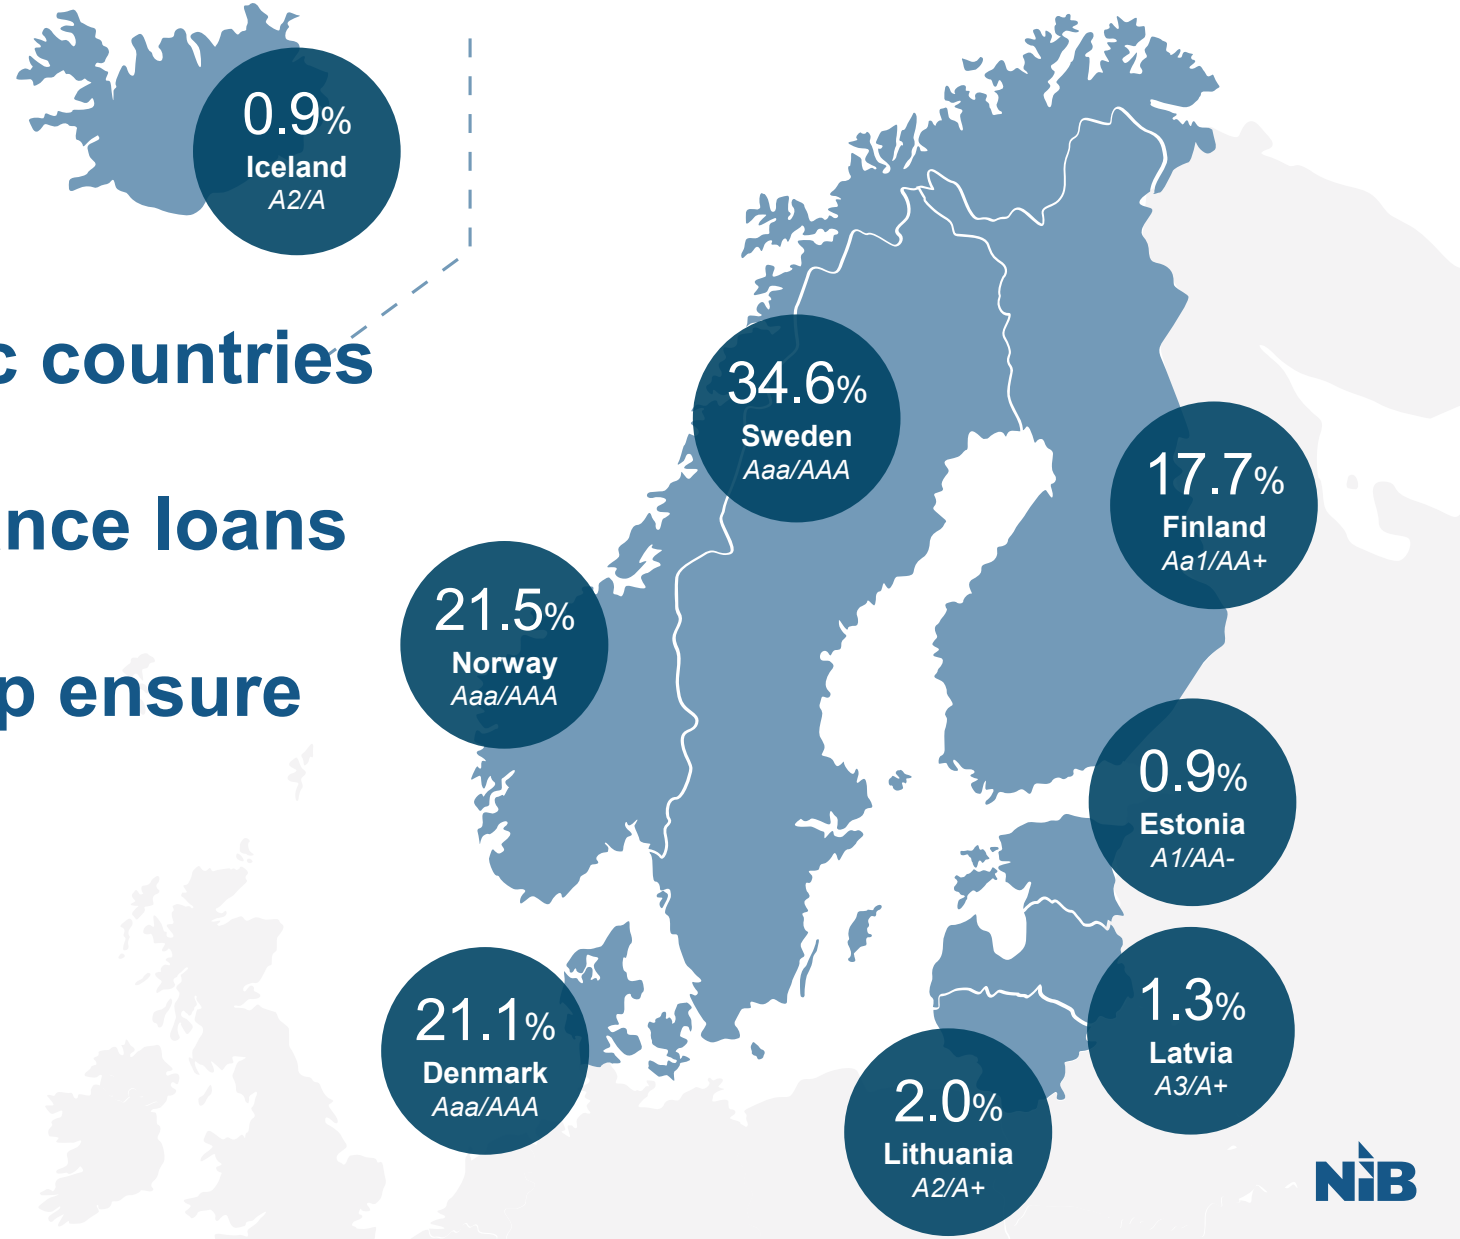 0.9%
Iceland
A2/A
c countries
nce loans
p ensure
34.6%
Sweden
Aaa/AAA
17.7%
Finland
Aa1/AA+
21.5%
Norway
Aaa/AAA
0.9%
Estonia
A1/AA-
21.1%
Denmark
Aaa/AAA
1.3%
Latvia
A3/A+
2.0%
Lithuania
A2/A+
NIB